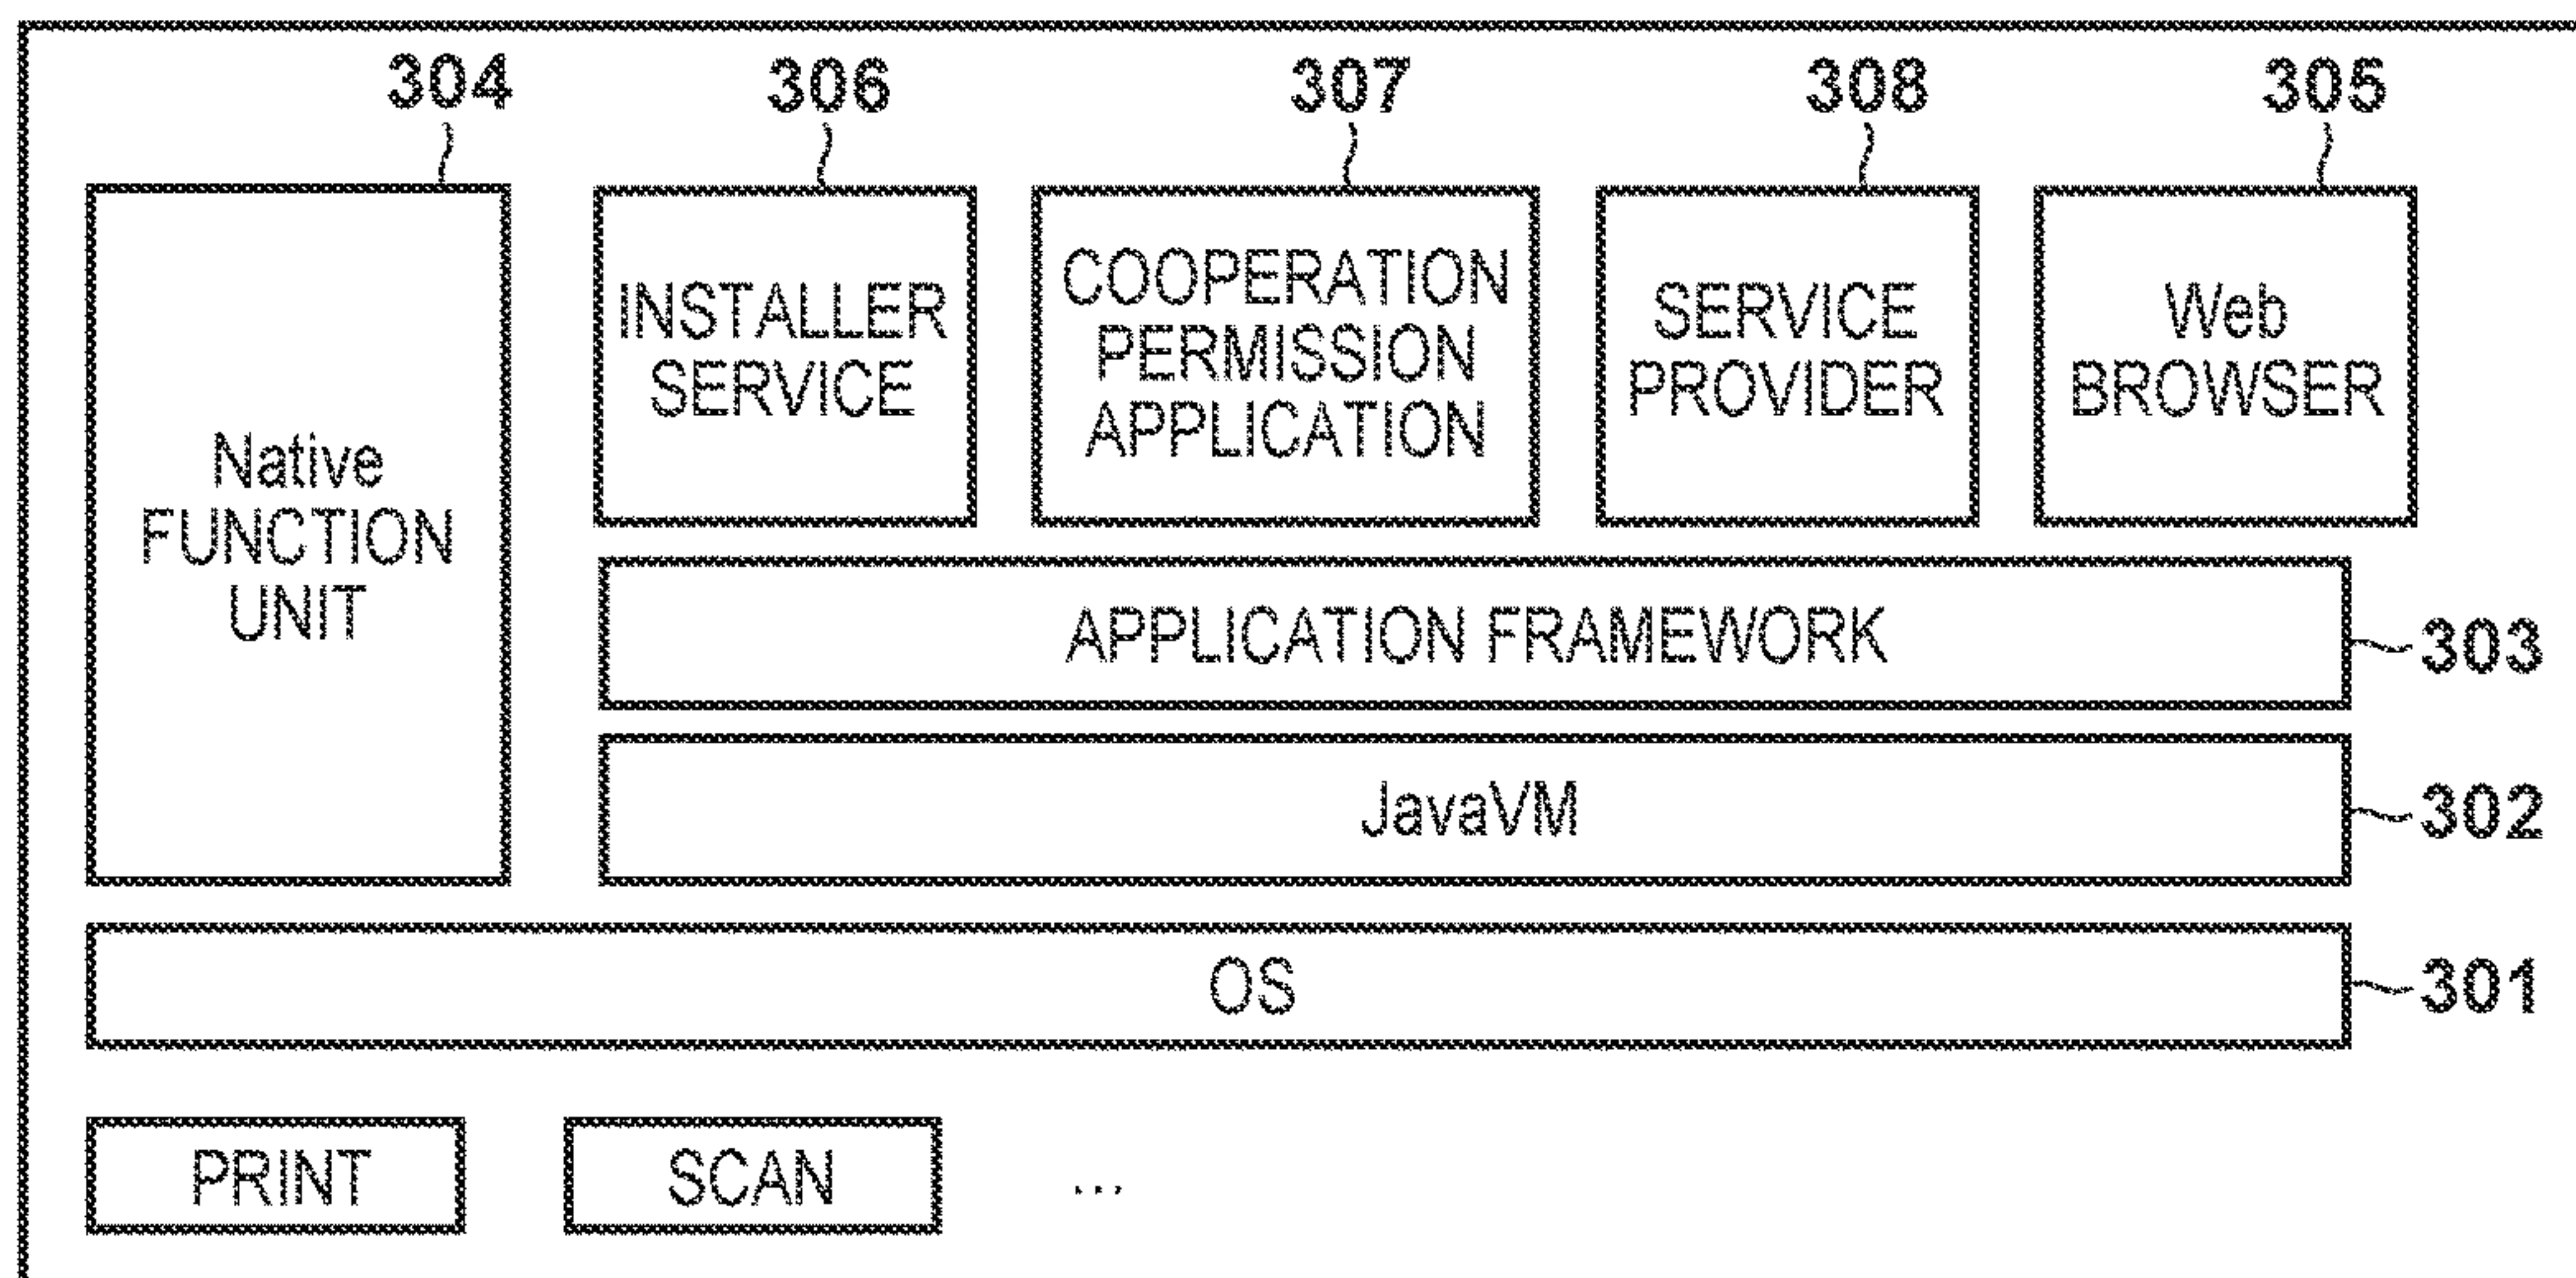 304 306 307 308 305
Native
FUNCTION
UNIT
INSTALLER
SERVICE
COOPERATION
PERMISSION
APPLICATION
SERVICE
PROVIDER
Web
BROWSER
APPLICATION FRAMEWORK 303
JavaVM 302
OS 301
PRINT SCAN ...